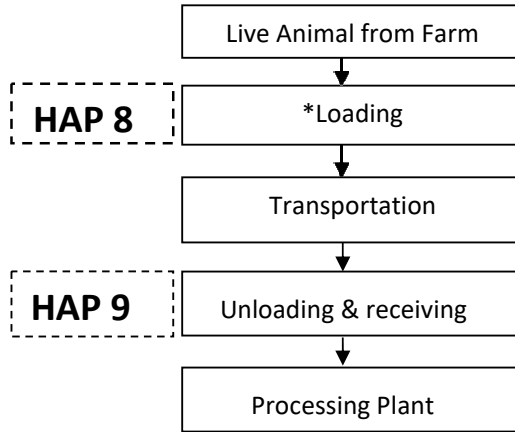 Live Animal from Farm
HAP 8
*Loading
Transportation
HAP 9
Unloading & receiving
Processing Plant